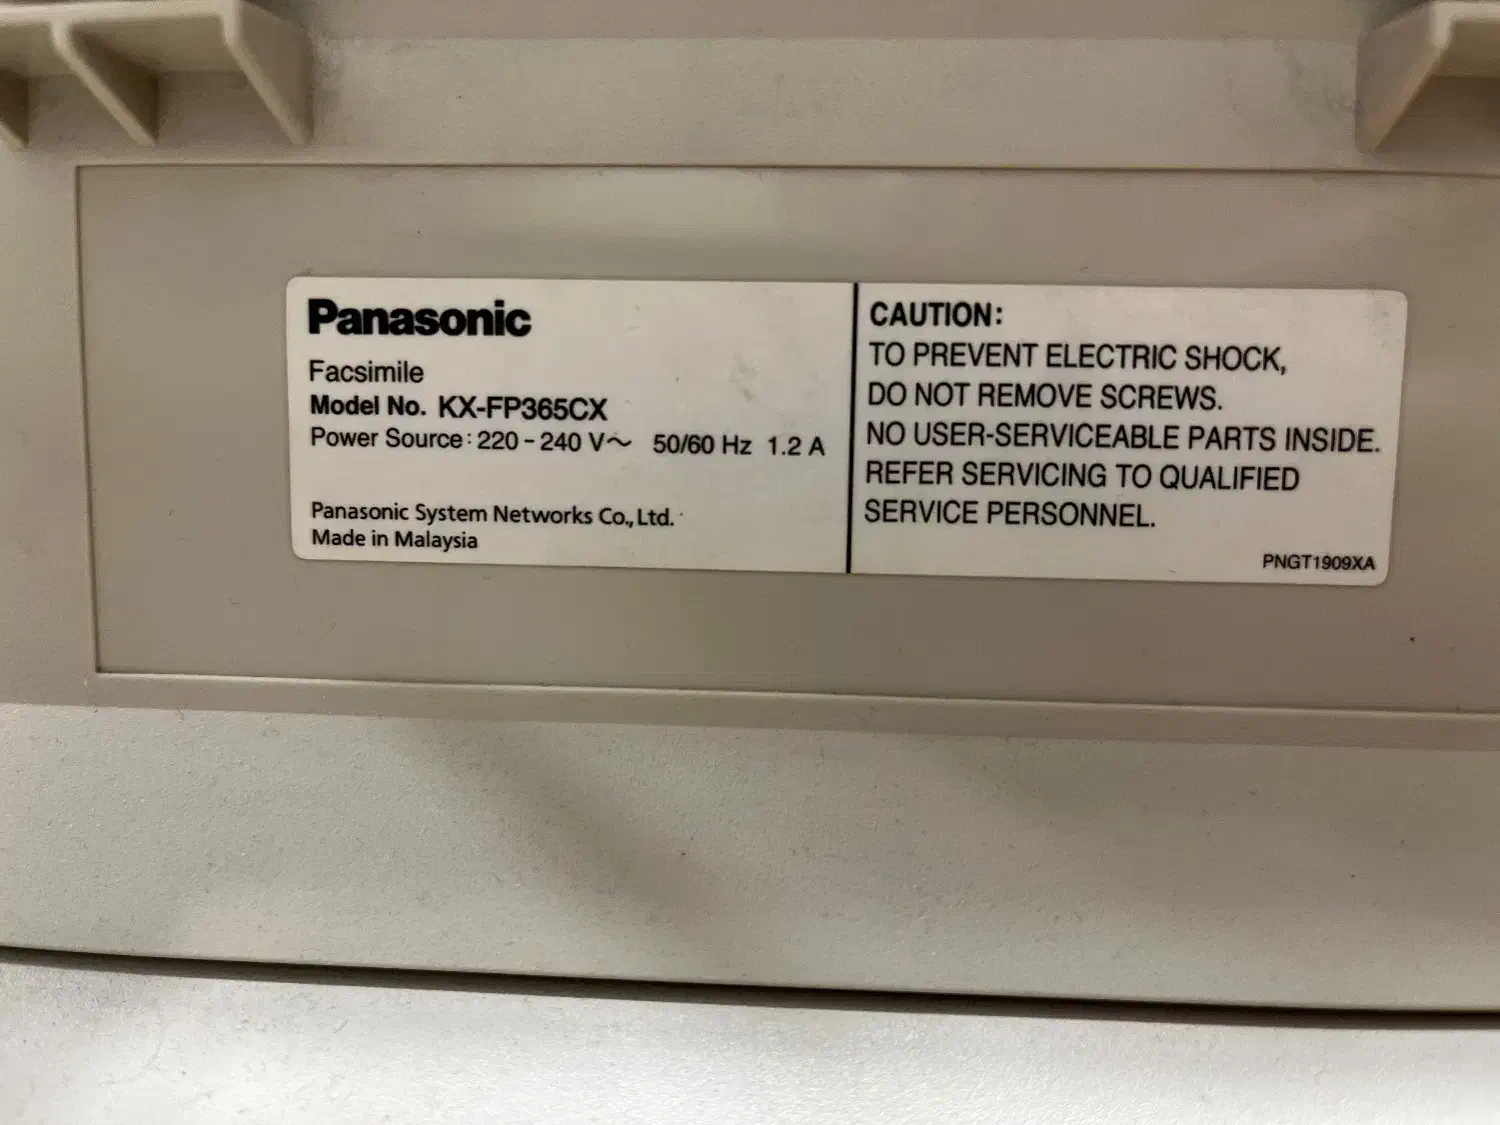 Panasonic
Facsimile
Model No. KX-FP365CX
Power Source: 220-240 V～ 50/60 Hz 1.2 A
Panasonic System Networks Co., Ltd.
Made in Malaysia
CAUTION:
TO PREVENT ELECTRIC SHOCK,
DO NOT REMOVE SCREWS.
NO USER-SERVICEABLE PARTS INSIDE.
REFER SERVICING TO QUALIFIED
SERVICE PERSONNEL.
PNGT1909XA